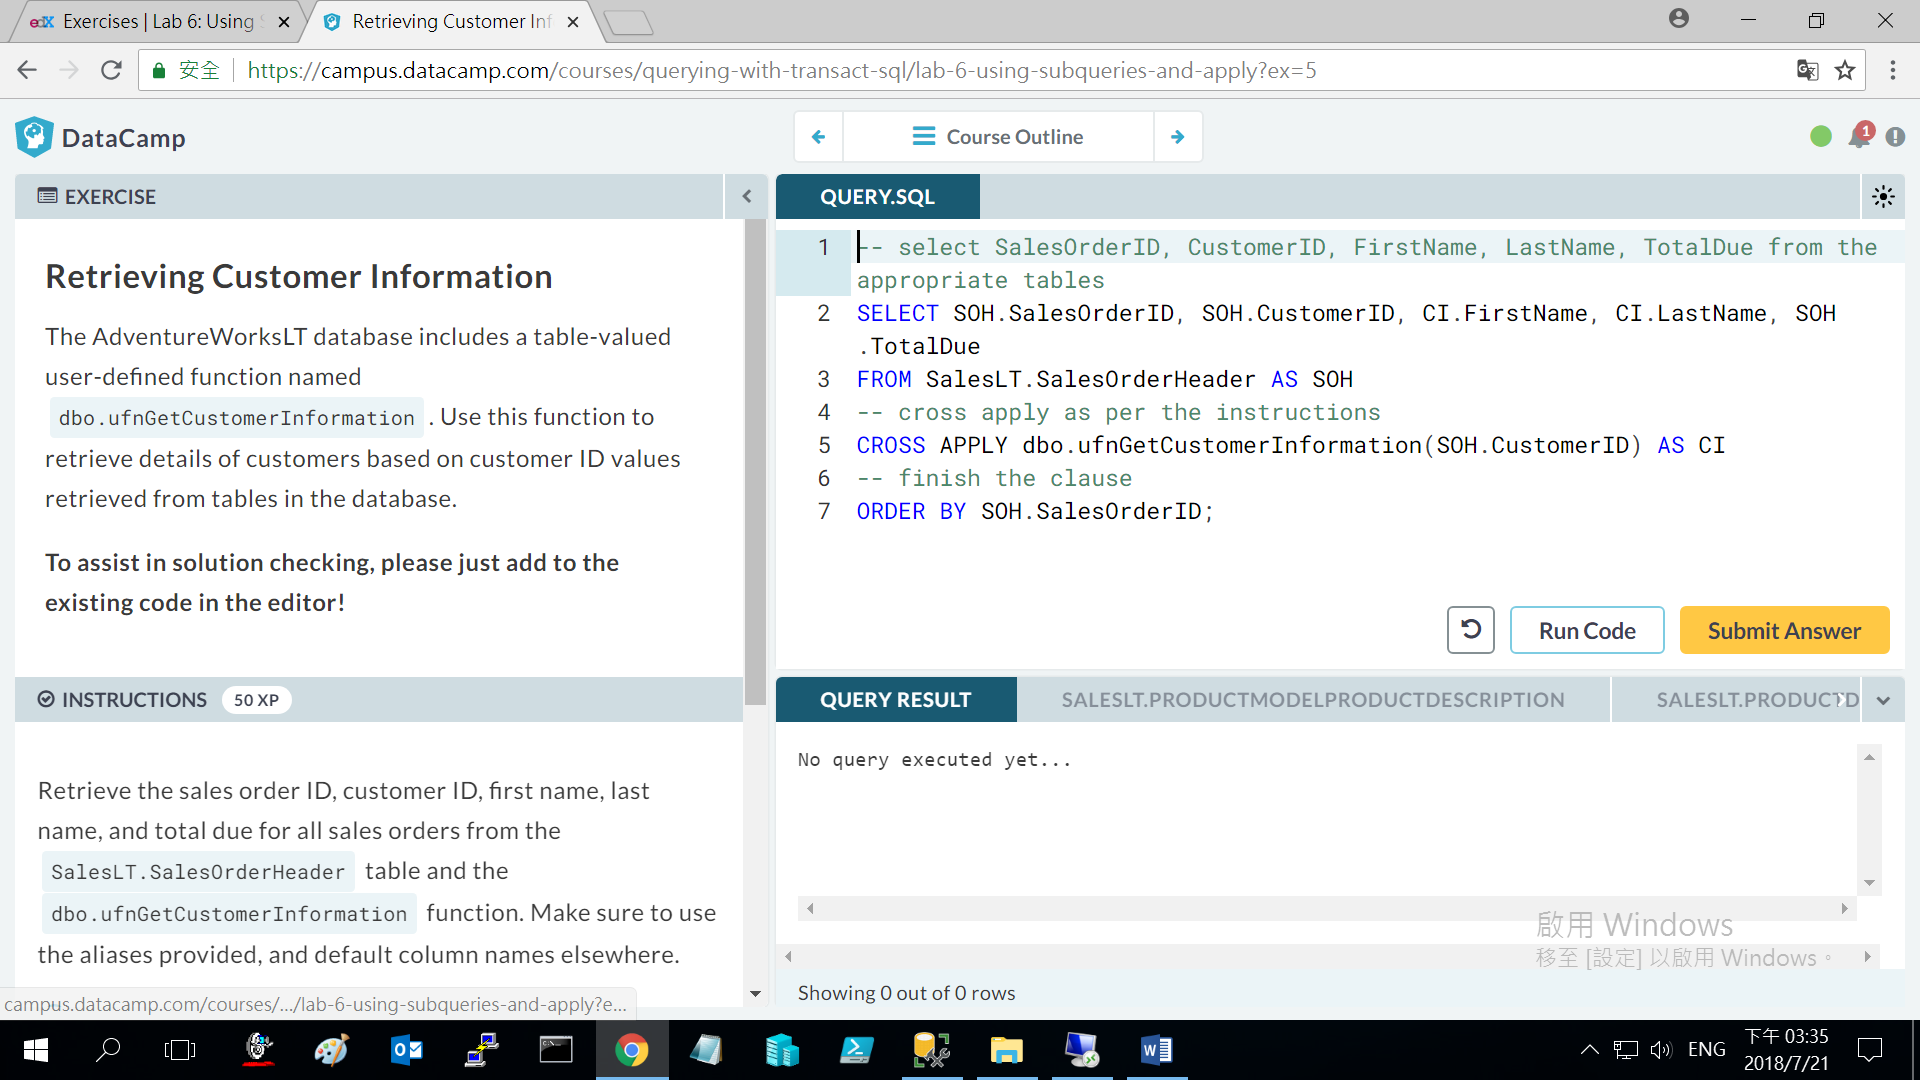 edX Exercises | Lab 6: Using
Retrieving Customer Inf
安全 https://campus.datacamp.com/courses/querying-with-transact-sql/lab-6-using-subqueries-and-apply?ex=5
DataCamp
Course Outline
1
EXERCISE
Retrieving Customer Information
The AdventureWorksLT database includes a table-valued
user-defined function named
dbo.ufnGetCustomerInformation . Use this function to
retrieve details of customers based on customer ID values
retrieved from tables in the database.
To assist in solution checking, please just add to the
existing code in the editor!
INSTRUCTIONS 50 XP
Retrieve the sales order ID, customer ID, first name, last
name, and total due for all sales orders from the
SalesLT.SalesOrderHeader table and the
dbo.ufnGetCustomerInformation function. Make sure to use
the aliases provided, and default column names elsewhere.
campus.datacamp.com/courses/.../lab-6-using-subqueries-and-apply?e...
QUERY.SQL
1 -- select SalesOrderID, CustomerID, FirstName, LastName, TotalDue from the
appropriate tables
2 SELECT SOH.SalesOrderID, SOH.CustomerID, CI.FirstName, CI.LastName, SOH
.TotalDue
3 FROM SalesLT.SalesOrderHeader AS SOH
4 -- cross apply as per the instructions
5 CROSS APPLY dbo.ufnGetCustomerInformation(SOH.CustomerID) AS CI
6 -- finish the clause
7 ORDER BY SOH.SalesOrderID;
Run Code
Submit Answer
QUERY RESULT
SALESLT.PRODUCTMODELPRODUCTDESCRIPTION
SALESLT.PRODUCTD
No query executed yet...
啟用 Windows
移至 [設定] 以啟用 Windows。
Showing 0 out of 0 rows
ENG
下午 03:35
2018/7/21